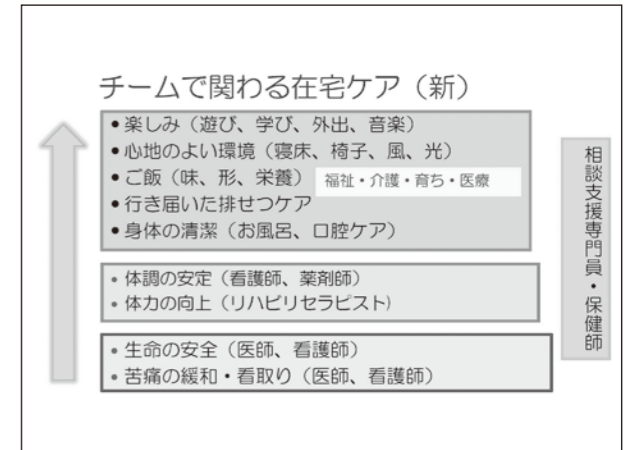 チームで関わる在宅ケア（新）
●楽しみ（遊び、学び、外出、音楽）
●心地のよい環境（寝床、椅子、風、光）
●ご飯（味、形、栄養）
福祉・介護・育ち・医療
●行き届いた排せつケア
●身体の清潔（お風呂、口腔ケア）
•体調の安定（看護師、薬剤師）
•体力の向上（リハビリセラピスト）
•生命の安全（医師、看護師）
•苦痛の緩和・看取り（医師、看護師）
相談支援専門員・保健師